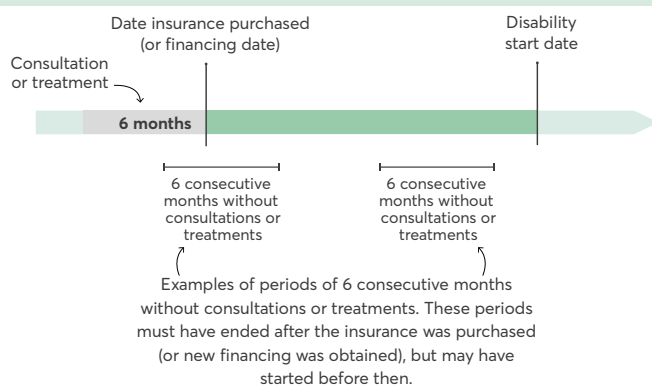 Date insurance purchased
(or financing date)
Disability
start date
Consultation
or treatment
6 months
6 consecutive
months without
consultations or
treatments
6 consecutive
months without
consultations or
treatments
Examples of periods of 6 consecutive months
without consultations or treatments. These periods
must have ended after the insurance was purchased
(or new financing was obtained), but may have
started before then.